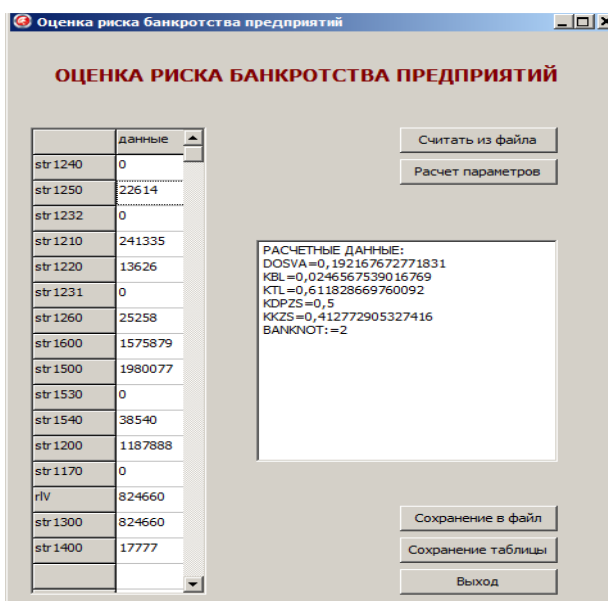 Оценка риска банкротства предприятий
ОЦЕНКА РИСКА БАНКРОТСТВА ПРЕДПРИЯТИЙ
данные
str1240 0
str1250 22614
str1232 0
str1210 241335
str1220 13626
str1231 0
str1260 25258
str1600 1575879
str1500 1980077
str1530 0
str1540 38540
str1200 1187888
str1170 0
rIV 824660
str1300 824660
str1400 17777
Считать из файла
Расчет параметров
РАСЧЕТНЫЕ ДАННЫЕ:
DOSVA=0,192167672771831
KBL=0,0246567539016769
KTL=0,611828669760092
KDPZS=0,5
KKZS=0,412772905327416
BANKNOT:=2
Сохранение в файл
Сохранение таблицы
Выход